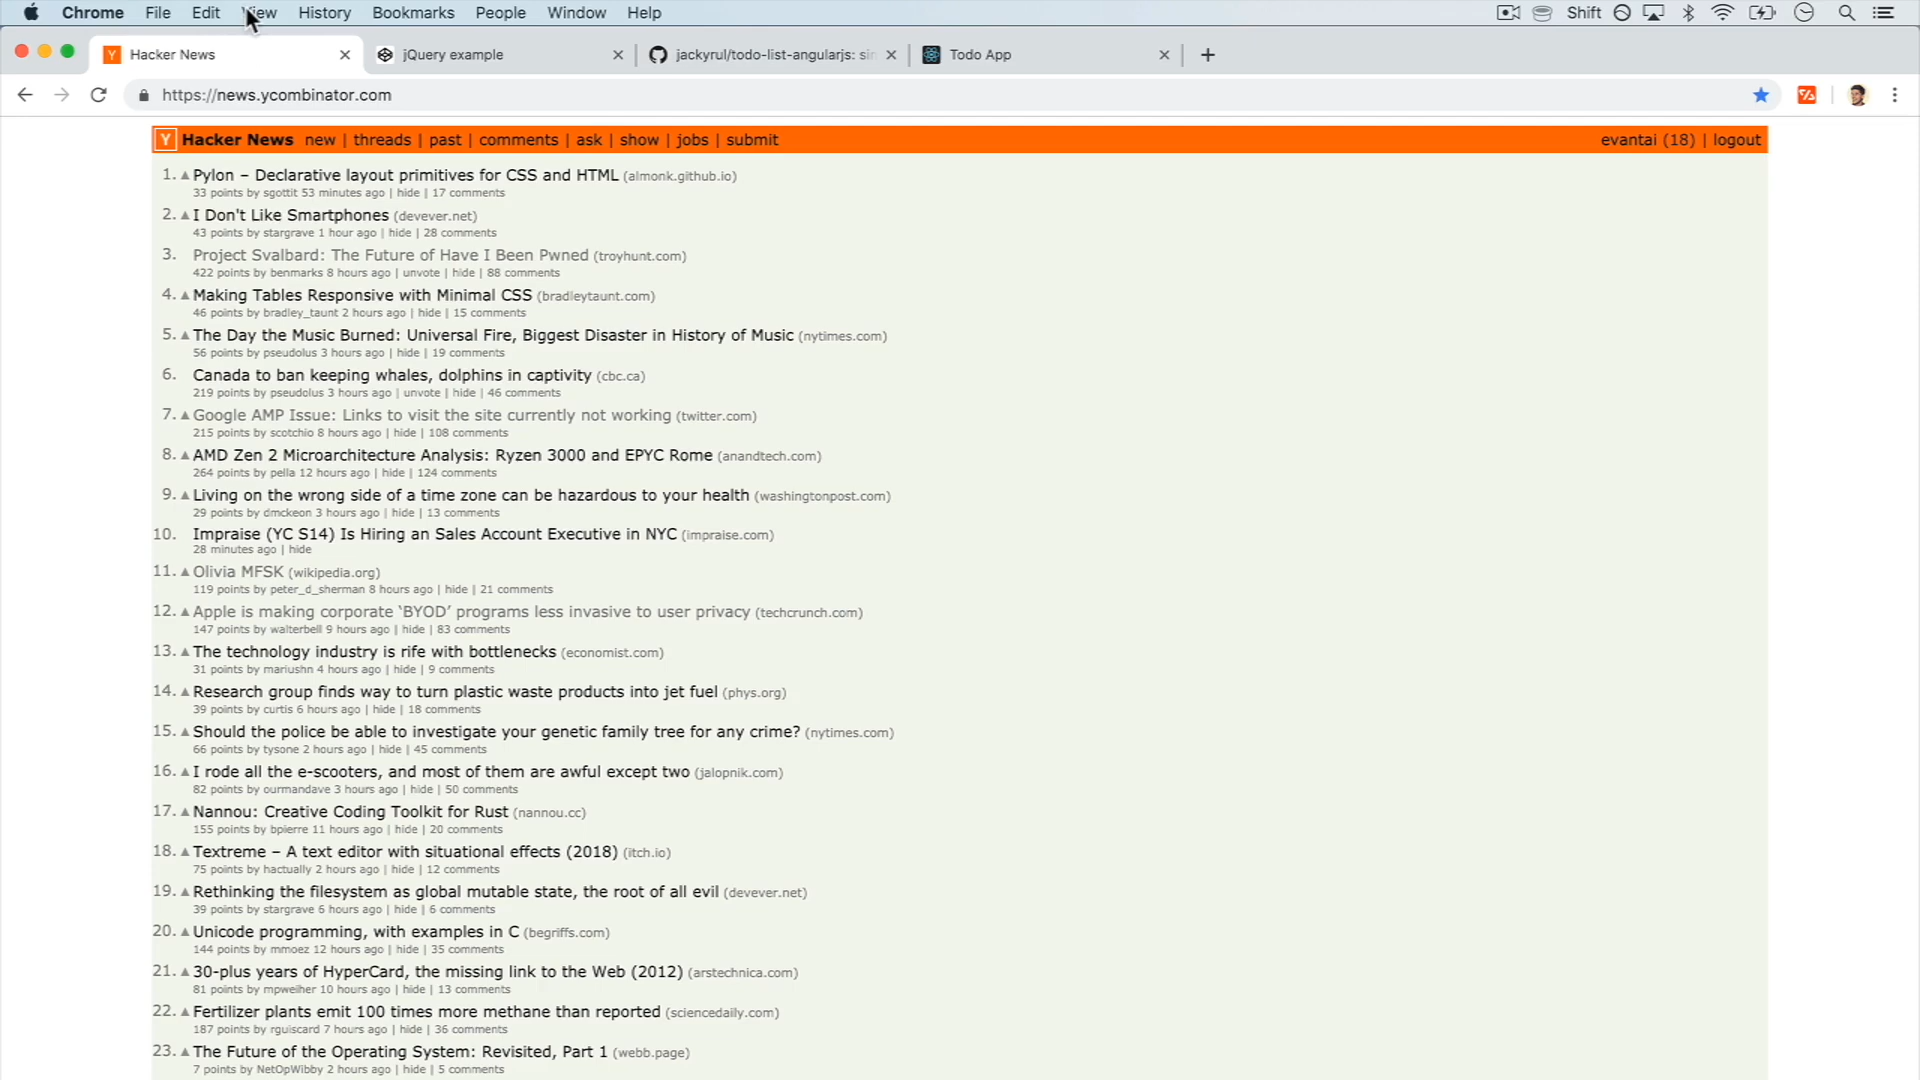 Chrome File Edit View History Bookmarks People Window Help Shift
Hacker News jQuery example jackyrul/todo-list-angularjs: sin Todo App
https://news.ycombinator.com
Y Hacker News new | threads | past | comments | ask | show | jobs | submit evantai (18) | logout
1. Pylon – Declarative layout primitives for CSS and HTML (almonk.github.io)
33 points by sgottit 53 minutes ago | hide | 17 comments
2. I Don't Like Smartphones (devever.net)
43 points by stargrave 1 hour ago | hide | 28 comments
3. Project Svalbard: The Future of Have I Been Pwned (troyhunt.com)
422 points by benmarks 8 hours ago | unvote | hide | 88 comments
4. Making Tables Responsive with Minimal CSS (bradleytaunt.com)
46 points by bradley_taunt 2 hours ago | hide | 15 comments
5. The Day the Music Burned: Universal Fire, Biggest Disaster in History of Music (nytimes.com)
56 points by pseudolus 3 hours ago | hide | 19 comments
6. Canada to ban keeping whales, dolphins in captivity (cbc.ca)
219 points by pseudolus 3 hours ago | unvote | hide | 46 comments
7. Google AMP Issue: Links to visit the site currently not working (twitter.com)
215 points by scotchio 8 hours ago | hide | 108 comments
8. AMD Zen 2 Microarchitecture Analysis: Ryzen 3000 and EPYC Rome (anandtech.com)
264 points by pella 12 hours ago | hide | 124 comments
9. Living on the wrong side of a time zone can be hazardous to your health (washingtonpost.com)
29 points by dmckeon 3 hours ago | hide | 13 comments
10. Impraise (YC S14) Is Hiring an Sales Account Executive in NYC (impraise.com)
28 minutes ago | hide
11. Olivia MFSK (wikipedia.org)
119 points by peter_d_sherman 8 hours ago | hide | 21 comments
12. Apple is making corporate ‘BYOD’ programs less invasive to user privacy (techcrunch.com)
147 points by walterbell 9 hours ago | hide | 83 comments
13. The technology industry is rife with bottlenecks (economist.com)
31 points by mariushn 4 hours ago | hide | 9 comments
14. Research group finds way to turn plastic waste products into jet fuel (phys.org)
39 points by curtis 6 hours ago | hide | 18 comments
15. Should the police be able to investigate your genetic family tree for any crime? (nytimes.com)
66 points by tysone 2 hours ago | hide | 45 comments
16. I rode all the e-scooters, and most of them are awful except two (jalopnik.com)
82 points by ourmandave 3 hours ago | hide | 50 comments
17. Nannou: Creative Coding Toolkit for Rust (nannou.cc)
155 points by bpierre 11 hours ago | hide | 20 comments
18. Textreme – A text editor with situational effects (2018) (itch.io)
75 points by hactually 2 hours ago | hide | 12 comments
19. Rethinking the filesystem as global mutable state, the root of all evil (devever.net)
39 points by stargrave 6 hours ago | hide | 6 comments
20. Unicode programming, with examples in C (begriffs.com)
144 points by mmoez 12 hours ago | hide | 35 comments
21. 30-plus years of HyperCard, the missing link to the Web (2012) (arstechnica.com)
81 points by mpweiher 10 hours ago | hide | 13 comments
22. Fertilizer plants emit 100 times more methane than reported (sciencedaily.com)
187 points by rguiscard 7 hours ago | hide | 36 comments
23. The Future of the Operating System: Revisited, Part 1 (webb.page)
7 points by NetOpWibby 2 hours ago | hide | 5 comments